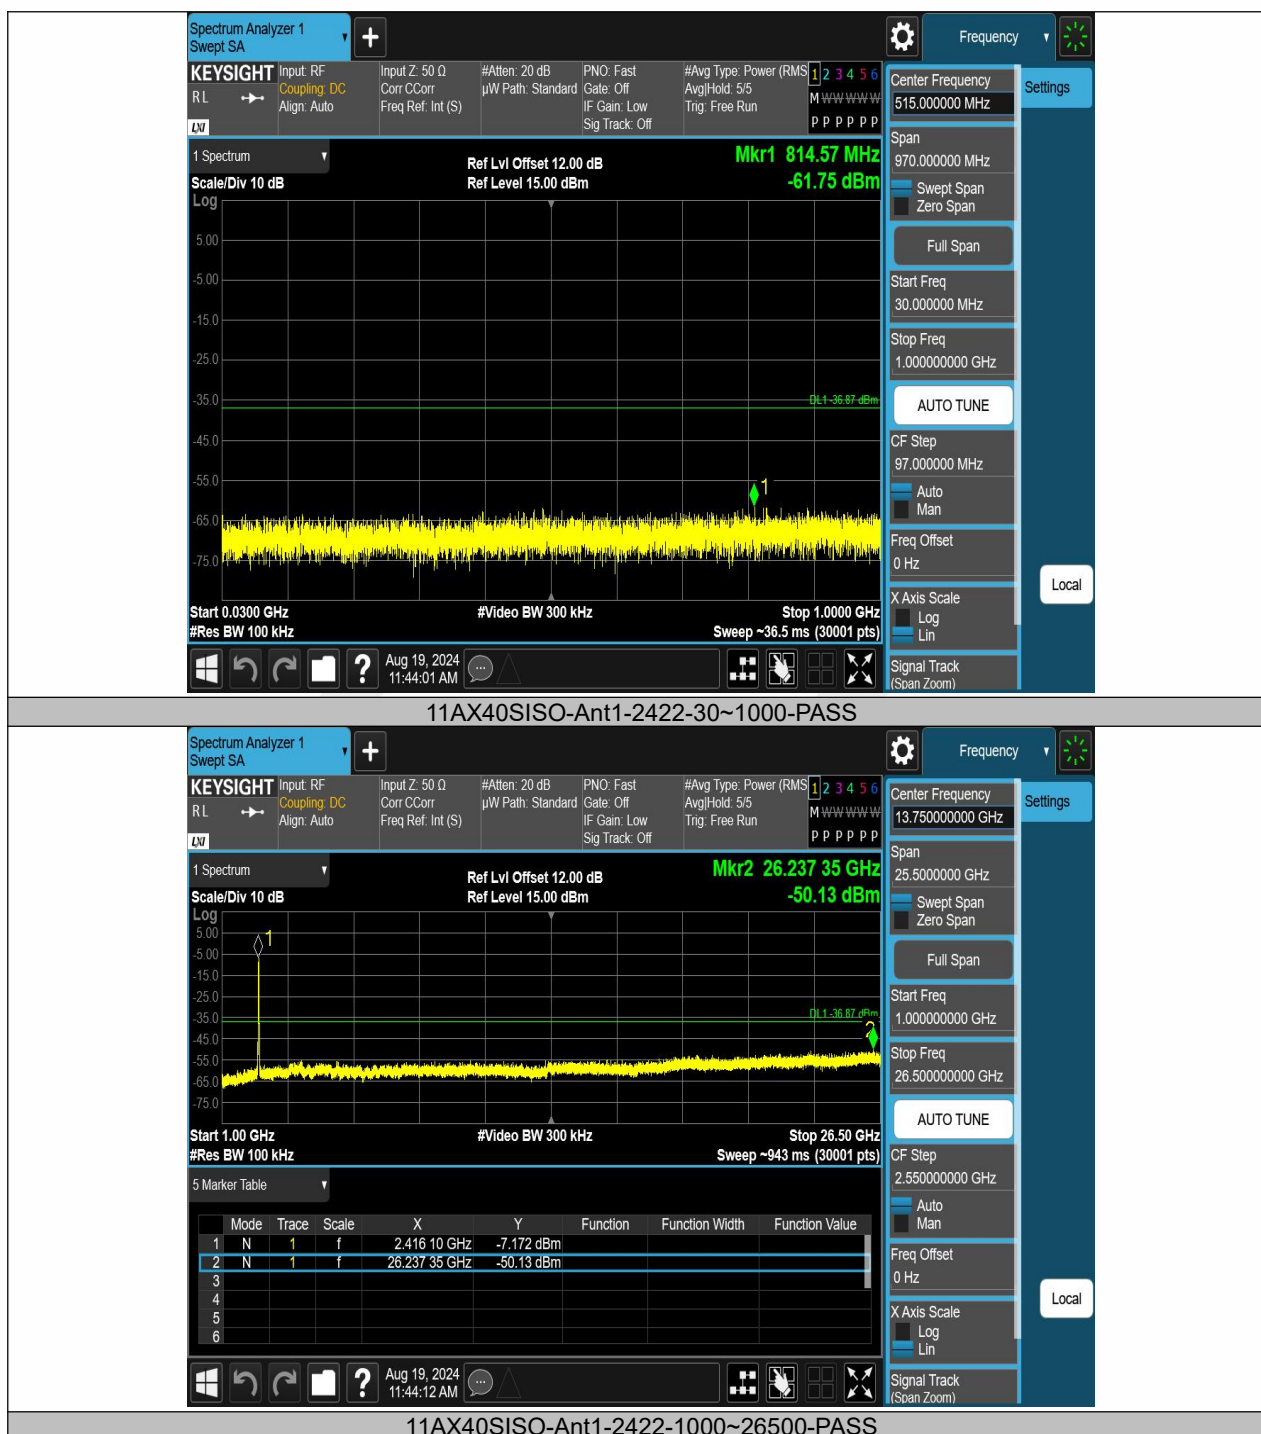 Spectrum Analyzer 1
Swept SA
Frequency
KEYSIGHT
R L
LXI
Input: RF
Coupling: DC
Align: Auto
Input Z: 50 Ω
Corr CCorr
Freq Ref: Int (S)
#Atten: 20 dB
µW Path: Standard
PNO: Fast
Gate: Off
IF Gain: Low
Sig Track: Off
#Avg Type: Power (RMS
Avg|Hold: 5/5
Trig: Free Run
1 2 3 4 5 6
M W W W W W
P P P P P P
Center Frequency
515.000000 MHz
Settings
Span
970.000000 MHz
Swept Span
Zero Span
Full Span
Start Freq
30.000000 MHz
Stop Freq
1.000000000 GHz
AUTO TUNE
CF Step
97.000000 MHz
Auto
Man
Freq Offset
0 Hz
X Axis Scale
Log
Lin
Signal Track
(Span Zoom)
Local
1 Spectrum
Scale/Div 10 dB
Log
Ref Lvl Offset 12.00 dB
Ref Level 15.00 dBm
Mkr1 814.57 MHz
-61.75 dBm
5.00
-5.00
-15.0
-25.0
-35.0
-45.0
-55.0
-65.0
-75.0
DL1 -36.87 dBm
1
Start 0.0300 GHz
#Res BW 100 kHz
#Video BW 300 kHz
Stop 1.0000 GHz
Sweep ~36.5 ms (30001 pts)
?
Aug 19, 2024
11:44:01 AM
11AX40SISO-Ant1-2422-30~1000-PASS
Spectrum Analyzer 1
Swept SA
Frequency
KEYSIGHT
R L
LXI
Input: RF
Coupling: DC
Align: Auto
Input Z: 50 Ω
Corr CCorr
Freq Ref: Int (S)
#Atten: 20 dB
µW Path: Standard
PNO: Fast
Gate: Off
IF Gain: Low
Sig Track: Off
#Avg Type: Power (RMS
Avg|Hold: 5/5
Trig: Free Run
1 2 3 4 5 6
M W W W W W
P P P P P P
Center Frequency
13.750000000 GHz
Settings
Span
25.5000000 GHz
Swept Span
Zero Span
Full Span
Start Freq
1.000000000 GHz
Stop Freq
26.500000000 GHz
AUTO TUNE
CF Step
2.550000000 GHz
Auto
Man
Freq Offset
0 Hz
X Axis Scale
Log
Lin
Signal Track
(Span Zoom)
Local
1 Spectrum
Scale/Div 10 dB
Log
Ref Lvl Offset 12.00 dB
Ref Level 15.00 dBm
Mkr2 26.237 35 GHz
-50.13 dBm
5.00
-5.00
-15.0
-25.0
-35.0
-45.0
-55.0
-65.0
-75.0
1
DL1 -36.87 dBm
2
Start 1.00 GHz
#Res BW 100 kHz
#Video BW 300 kHz
Stop 26.50 GHz
Sweep ~943 ms (30001 pts)
5 Marker Table
Mode Trace Scale X Y Function Function Width Function Value
1 N 1 f 2.416 10 GHz -7.172 dBm
2 N 1 f 26.237 35 GHz -50.13 dBm
3
4
5
6
?
Aug 19, 2024
11:44:12 AM
11AX40SISO-Ant1-2422-1000~26500-PASS